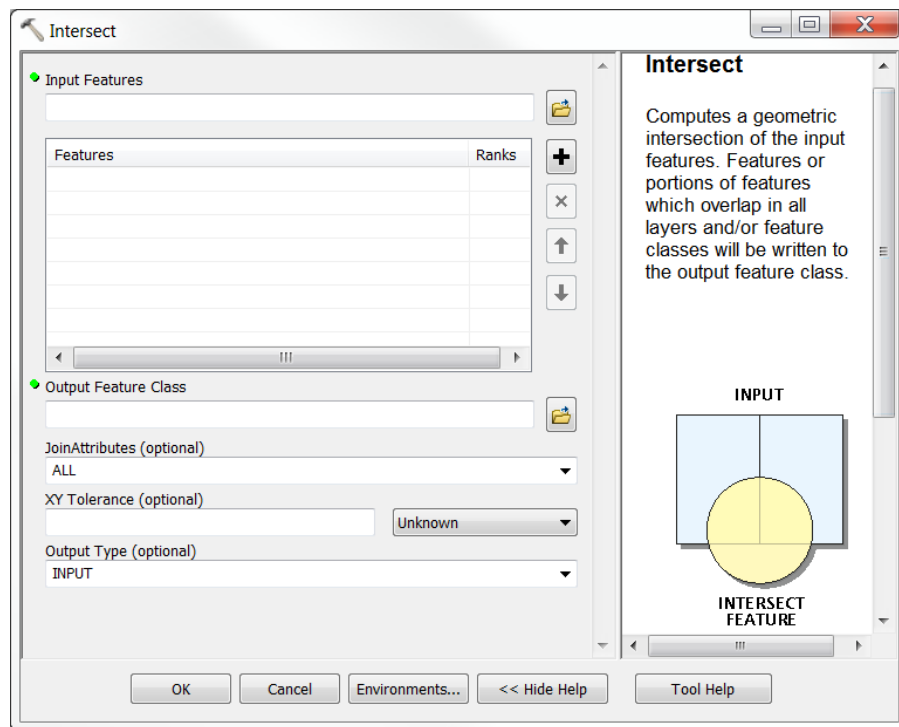 Intersect
Input Features
Features Ranks
Output Feature Class
JoinAttributes (optional)
ALL
XY Tolerance (optional)
Unknown
Output Type (optional)
INPUT
Intersect
Computes a geometric
intersection of the input
features. Features or
portions of features
which overlap in all
layers and/or feature
classes will be written to
the output feature class.
INPUT
INTERSECT
FEATURE
OK Cancel Environments... << Hide Help Tool Help